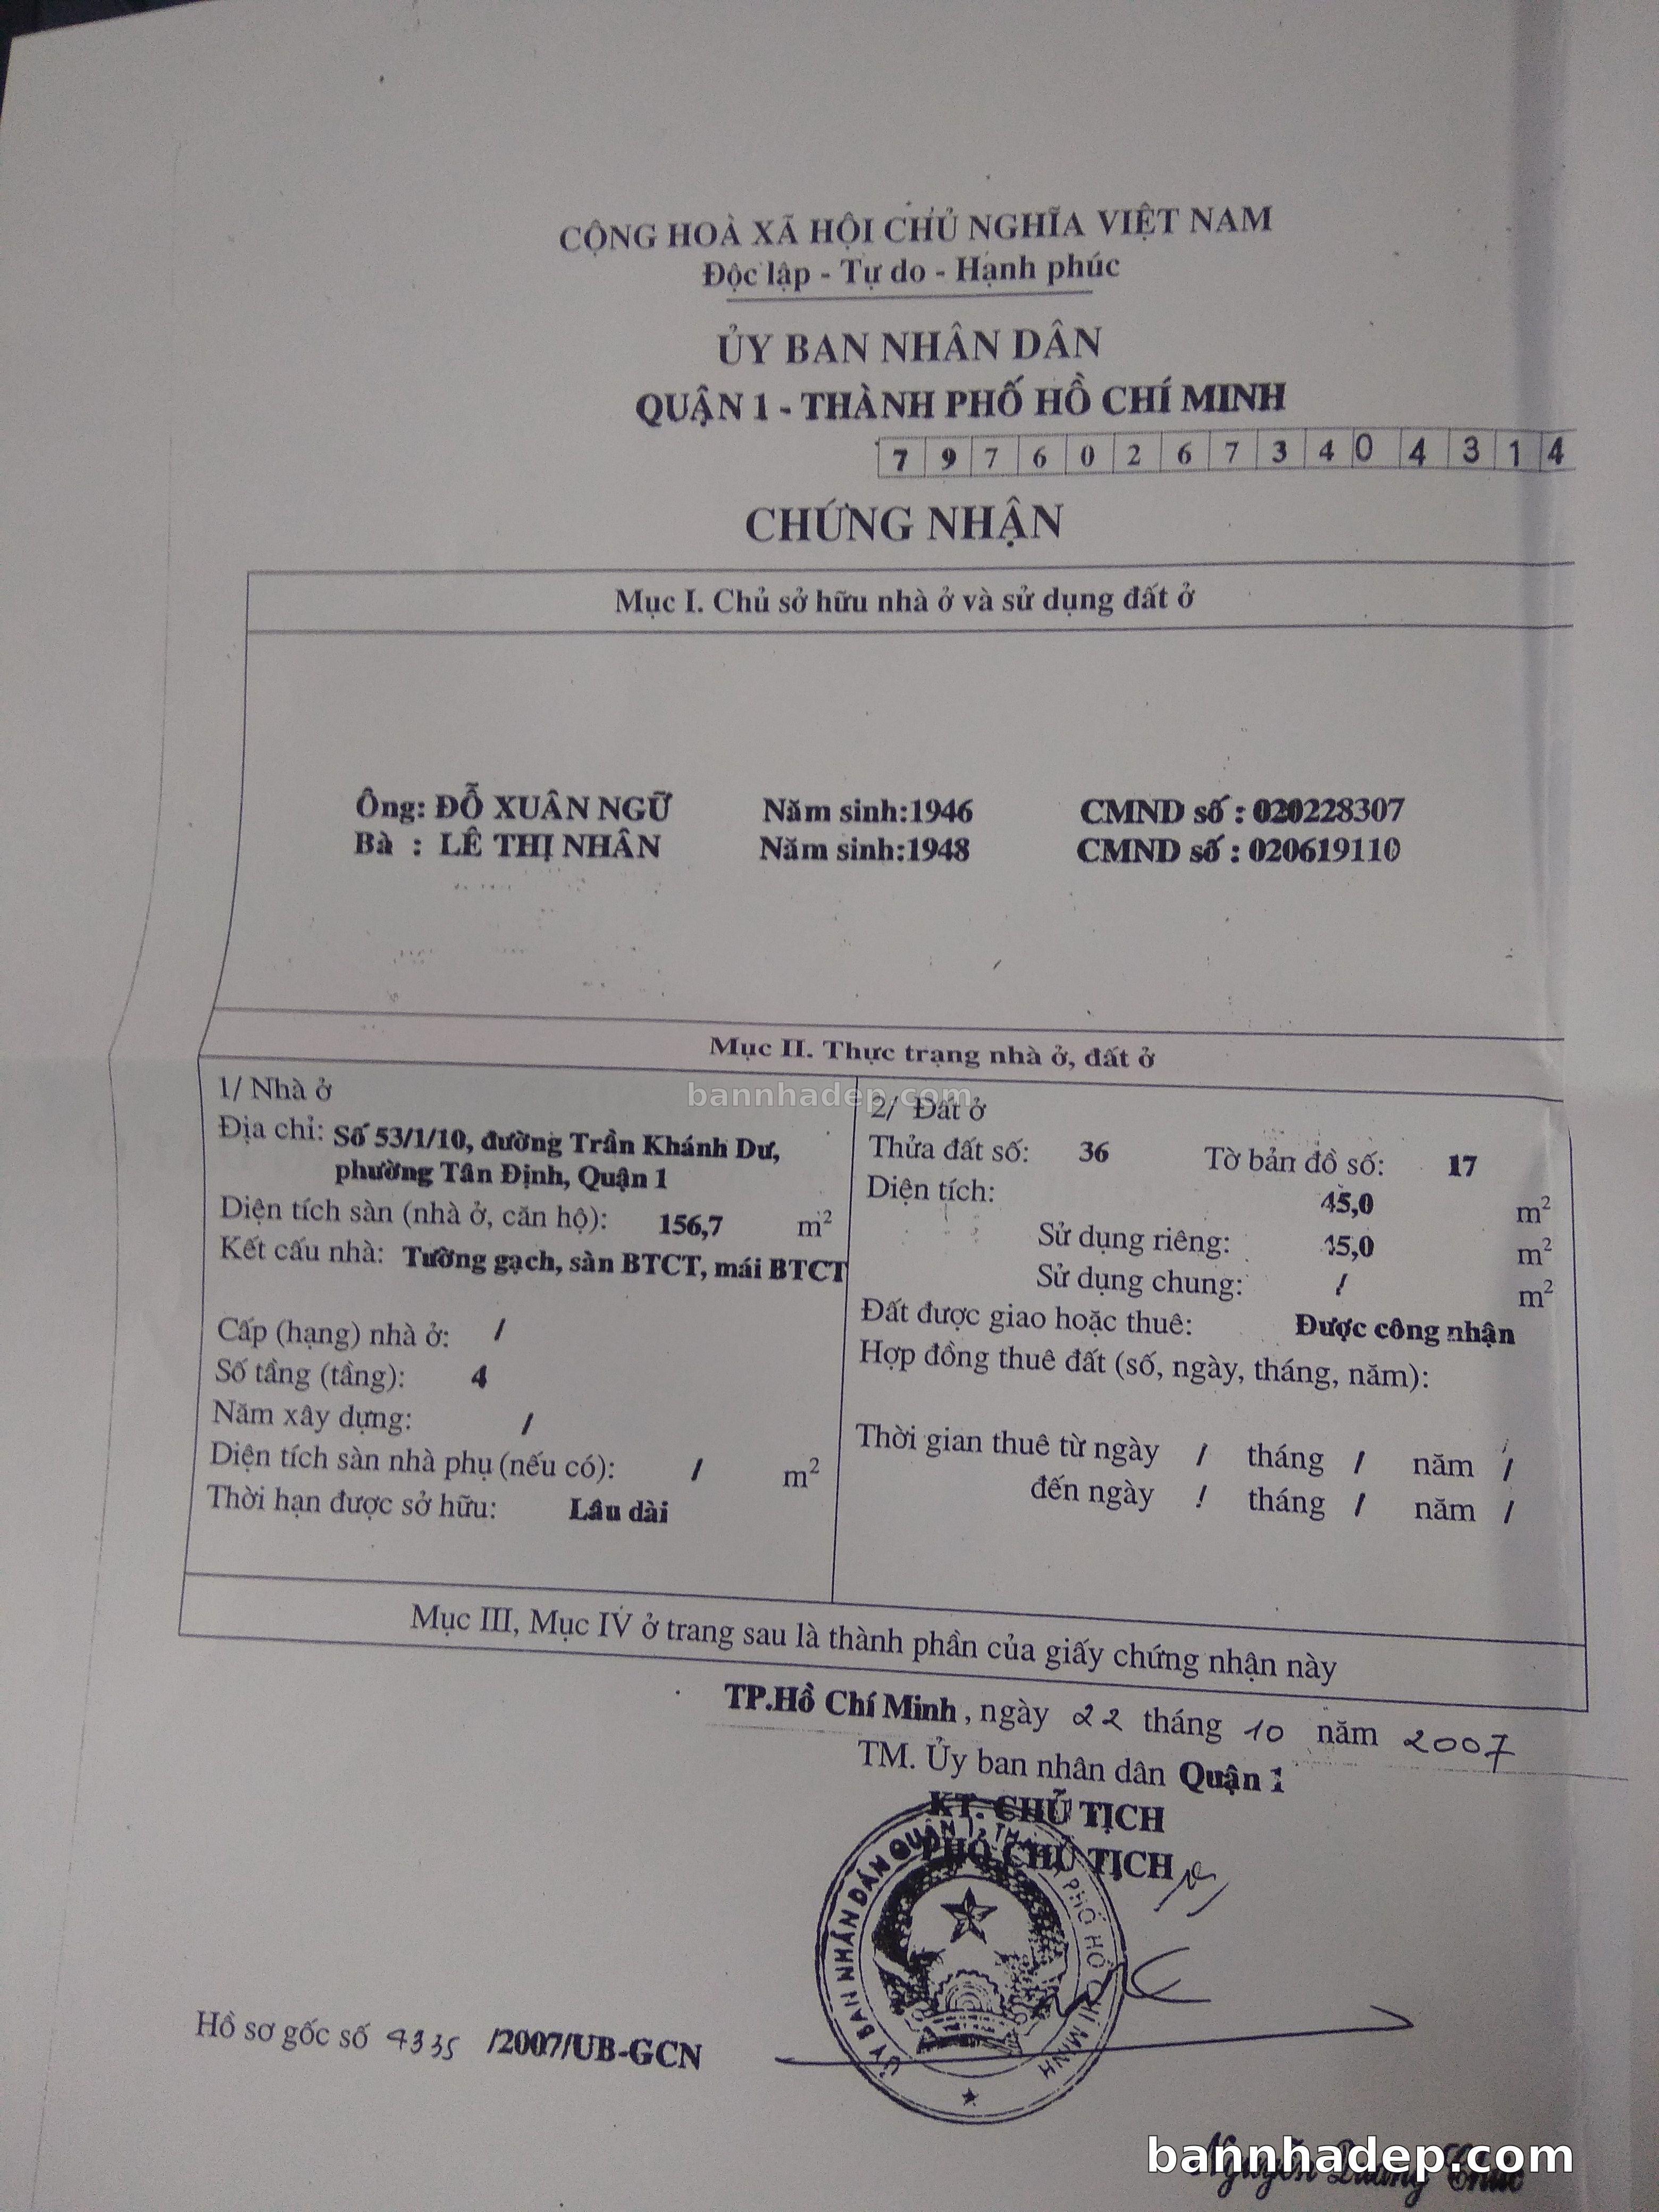 CỘNG HOÀ XÃ HỘI CHỦ NGHĨA VIỆT NAM
Độc lập - Tự do - Hạnh phúc
ỦY BAN NHÂN DÂN
QUẬN 1 - THÀNH PHỐ HỒ CHÍ MINH
7 9 7 6 0 2 6 7 3 4 0 4 3 1 4
CHỨNG NHẬN
Mục I. Chủ sở hữu nhà ở và sử dụng đất ở
Ông: ĐỖ XUÂN NGỮ Năm sinh:1946 CMND số : 020228307
Bà : LÊ THỊ NHÂN Năm sinh:1948 CMND số : 020619110
Mục II. Thực trạng nhà ở, đất ở
bannhadep.com
1/ Nhà ở
Địa chỉ: Số 53/1/10, đường Trần Khánh Dư,
phường Tân Định, Quận 1
Diện tích sàn (nhà ở, căn hộ): 156,7 m²
Kết cấu nhà: Tường gạch, sàn BTCT, mái BTCT
Cấp (hạng) nhà ở: /
Số tầng (tầng): 4
Năm xây dựng: /
Diện tích sàn nhà phụ (nếu có): / m²
Thời hạn được sở hữu: Lâu dài
2/ Đất ở
Thửa đất số: 36 Tờ bản đồ số: 17
Diện tích: 45,0 m²
Sử dụng riêng: 45,0 m²
Sử dụng chung: / m²
Đất được giao hoặc thuê: Được công nhận
Hợp đồng thuê đất (số, ngày, tháng, năm):
Thời gian thuê từ ngày / tháng / năm /
đến ngày / tháng / năm /
Mục III, Mục IV ở trang sau là thành phần của giấy chứng nhận này
TP.Hồ Chí Minh, ngày 22 tháng 10 năm 2007
TM. Ủy ban nhân dân Quận 1
KT. CHỦ TỊCH
PHÓ CHỦ TỊCH
ỦY BAN NHÂN DÂN QUẬN 1 - THÀNH PHỐ HỒ CHÍ MINH
Hồ sơ gốc số 4335 /2007/UB-GCN
Nguyễn
bannhadep.com